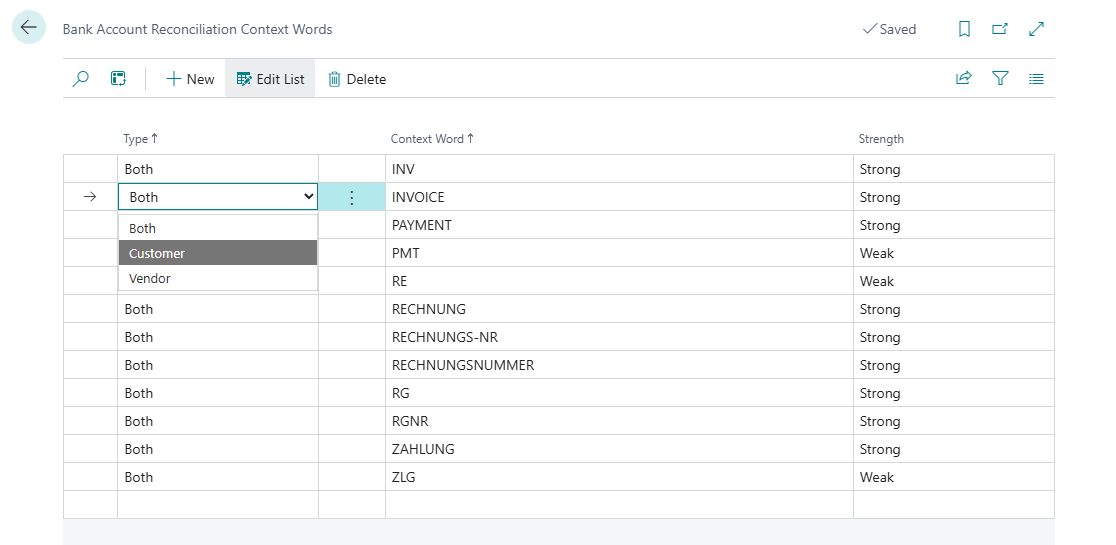 Bank Account Reconciliation Context Words
Saved
New Edit List Delete
Type Context Word Strength
Both INV Strong
Both INVOICE Strong
Both PAYMENT Strong
Customer PMT Weak
Vendor RE Weak
Both RECHNUNG Strong
Both RECHNUNGS-NR Strong
Both RECHNUNGSNUMMER Strong
Both RG Strong
Both RGNR Strong
Both ZAHLUNG Strong
Both ZLG Weak